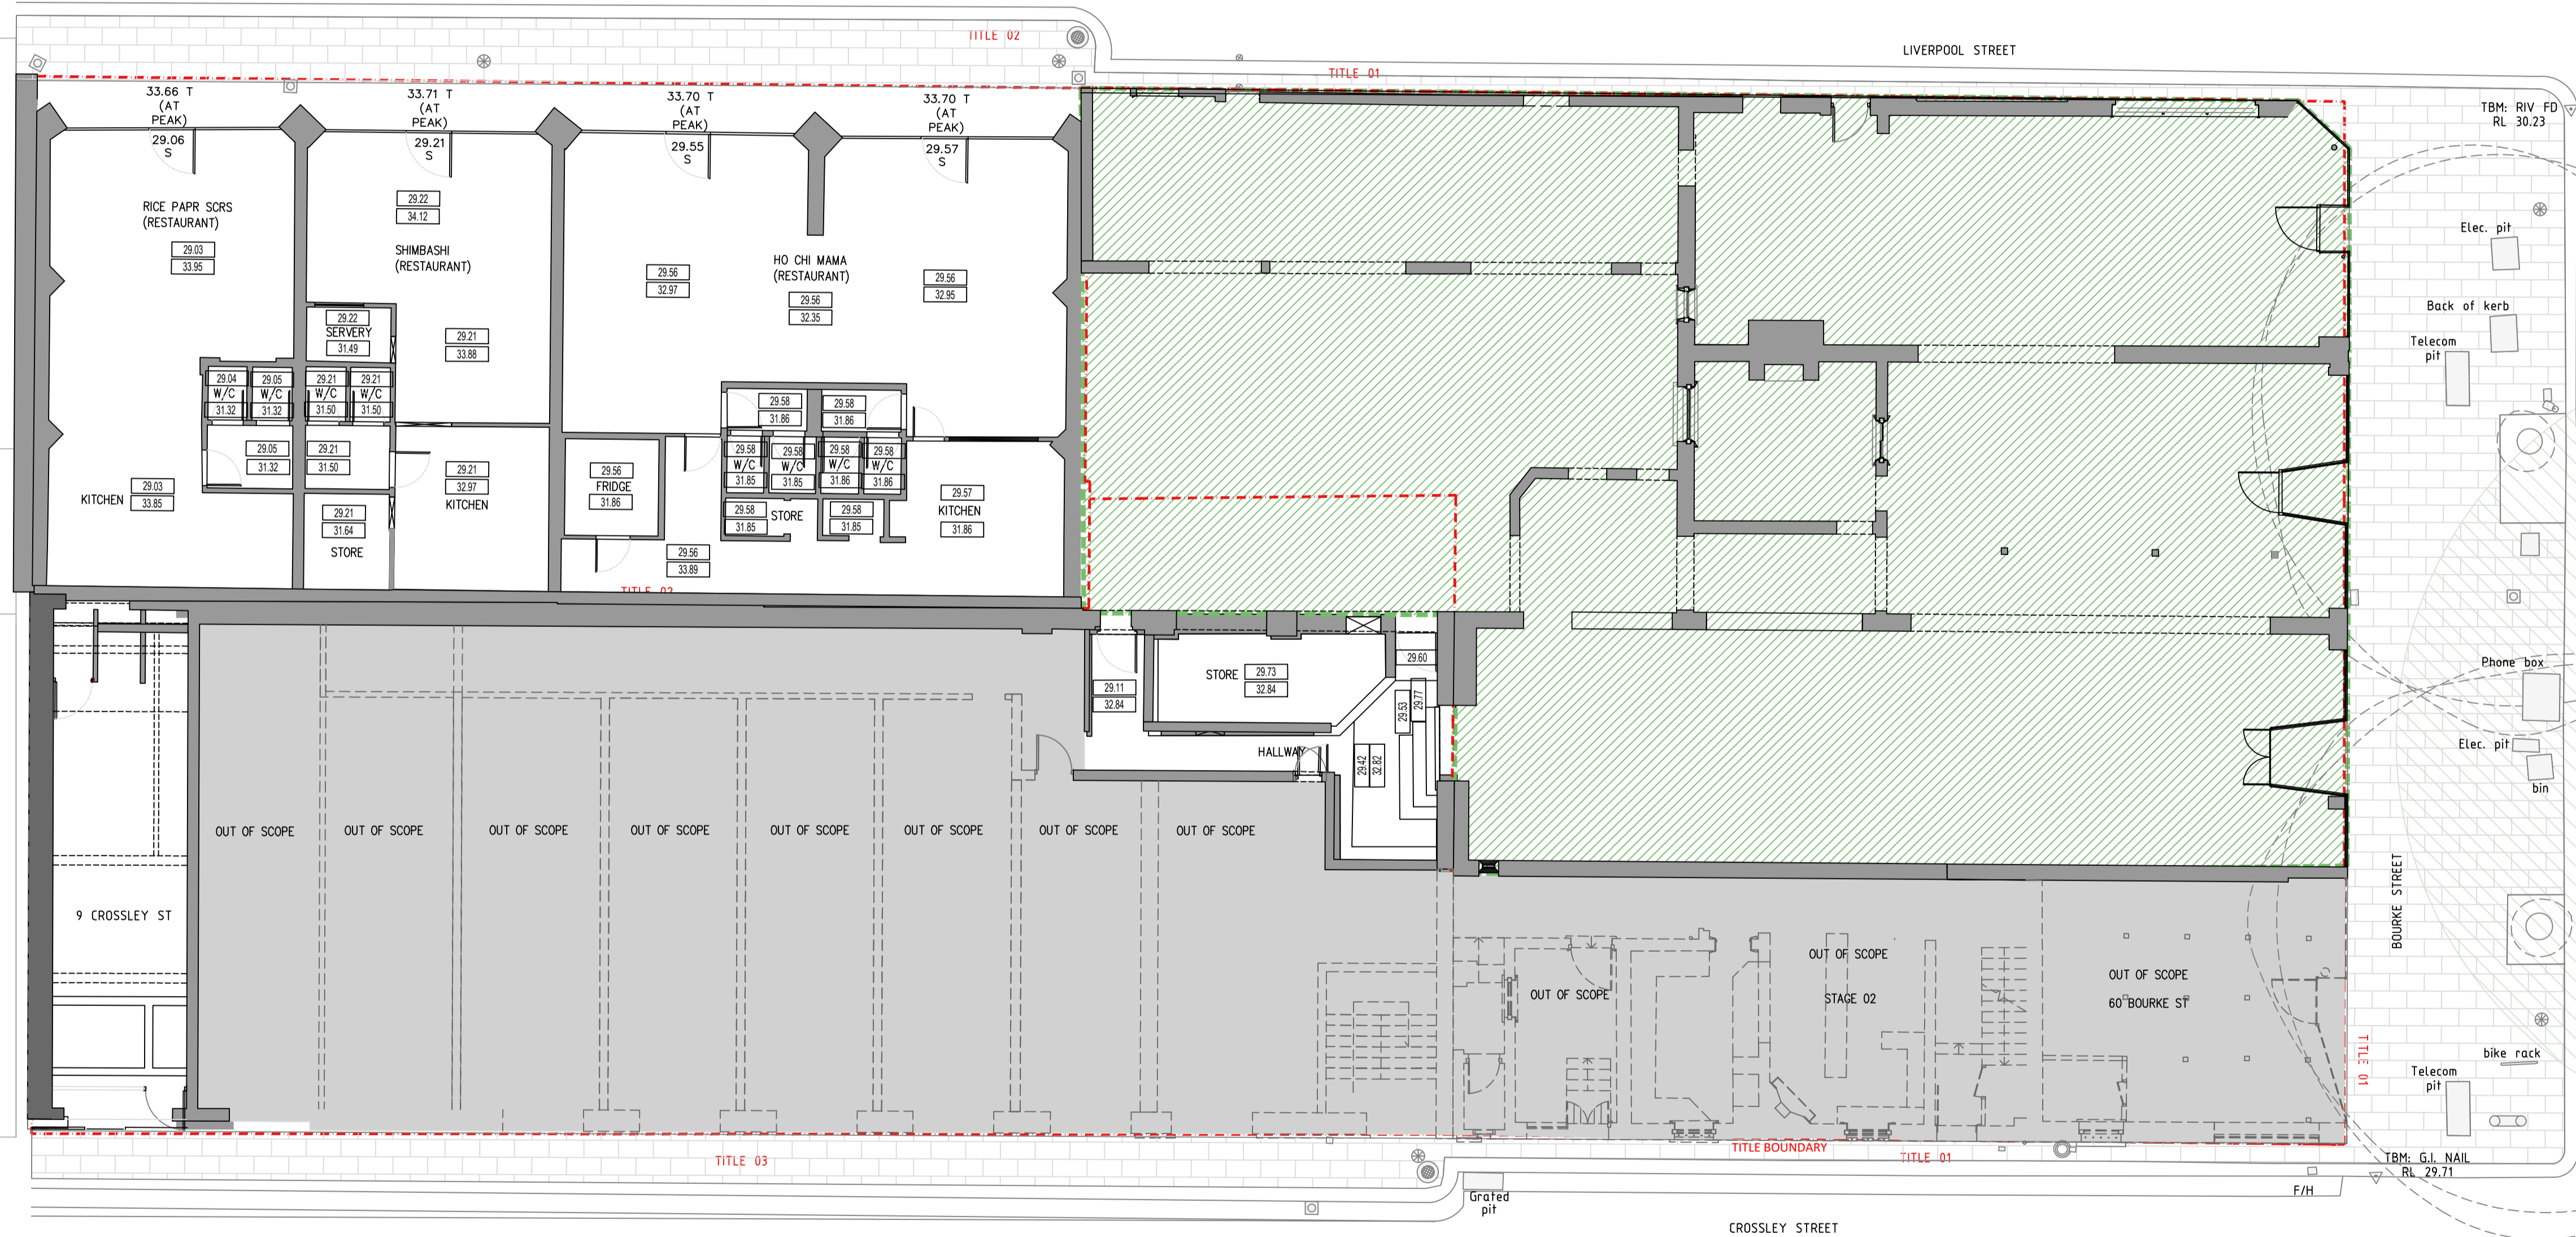 TITLE 02
LIVERPOOL STREET
TITLE 01
33.66 T
(AT
PEAK)
29.06
S
33.71 T
(AT
PEAK)
29.21
S
33.70 T
(AT
PEAK)
29.55
S
33.70 T
(AT
PEAK)
29.57
S
TBM: RIV FD
RL 30.23
RICE PAPR SCRS
(RESTAURANT)
29.03
33.95
29.22
34.12
SHIMBASHI
(RESTAURANT)
29.22
SERVERY
31.49
29.21
33.88
29.56
32.97
HO CHI MAMA
(RESTAURANT)
29.56
32.35
29.56
32.95
Elec. pit
Back of kerb
Telecom
pit
29.04
W/C
31.32
29.05
W/C
31.32
29.21
W/C
31.50
29.21
W/C
31.50
29.58
31.86
29.58
31.86
29.05
31.32
29.21
31.50
29.21
32.97
KITCHEN
29.56
FRIDGE
31.86
29.58
W/C
31.85
29.58
W/C
31.85
29.58
W/C
31.86
29.58
W/C
31.86
KITCHEN
29.03
33.85
29.21
31.64
STORE
29.58
31.85
STORE
29.58
31.85
29.57
KITCHEN
31.86
29.56
33.89
TITLE 02
29.11
32.84
STORE
29.73
32.84
29.60
29.53
29.77
HALLWAY
29.42
32.82
Phone box
Elec. pit
bin
OUT OF SCOPE
OUT OF SCOPE
OUT OF SCOPE
OUT OF SCOPE
OUT OF SCOPE
OUT OF SCOPE
OUT OF SCOPE
OUT OF SCOPE
9 CROSSLEY ST
BOURKE STREET
OUT OF SCOPE
OUT OF SCOPE
STAGE 02
OUT OF SCOPE
60 BOURKE ST
TITLE 01
bike rack
Telecom
pit
TITLE 03
TITLE BOUNDARY
TITLE 01
TBM: G.I. NAIL
RL 29.71
F/H
Grated
pit
CROSSLEY STREET